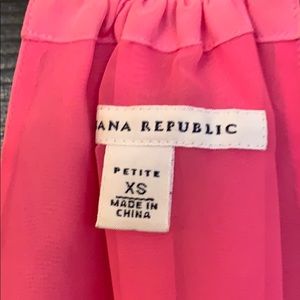 ANA REPUBLIC
PETITE
XS
MADE IN
CHINA